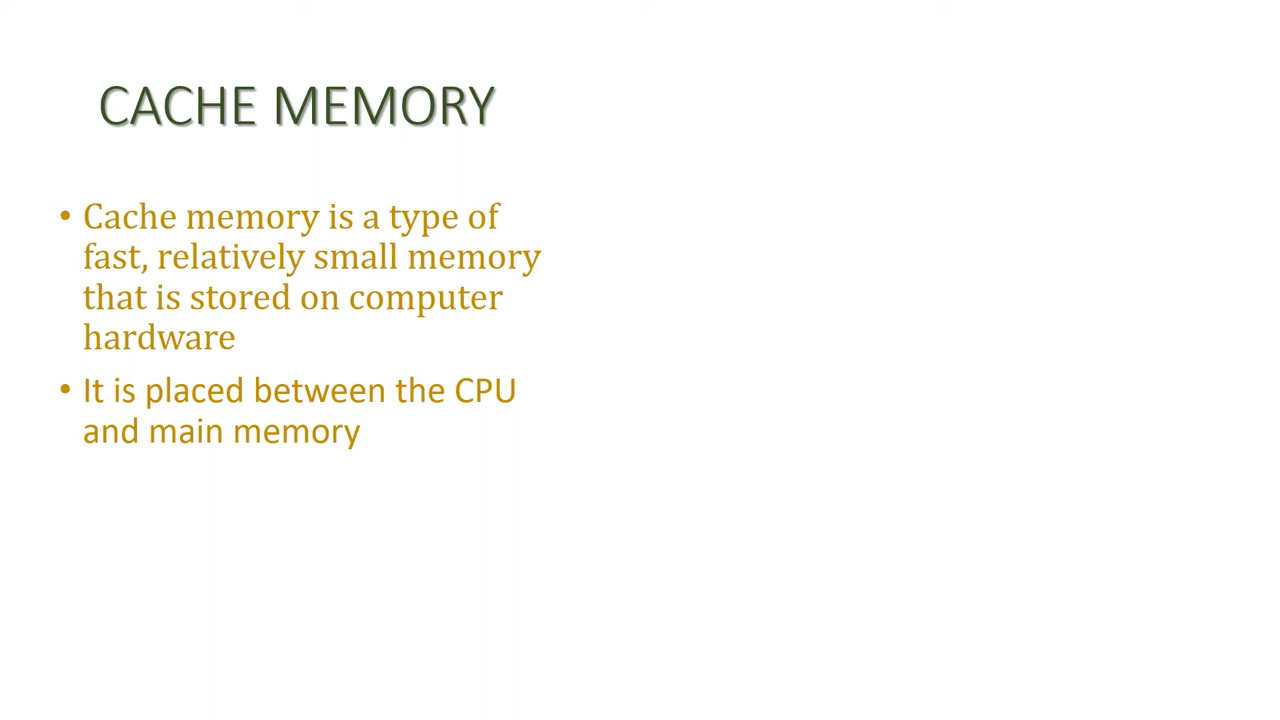 CACHE MEMORY
• Cache memory is a type of
fast, relatively small memory
that is stored on computer
hardware
• It is placed between the CPU
and main memory